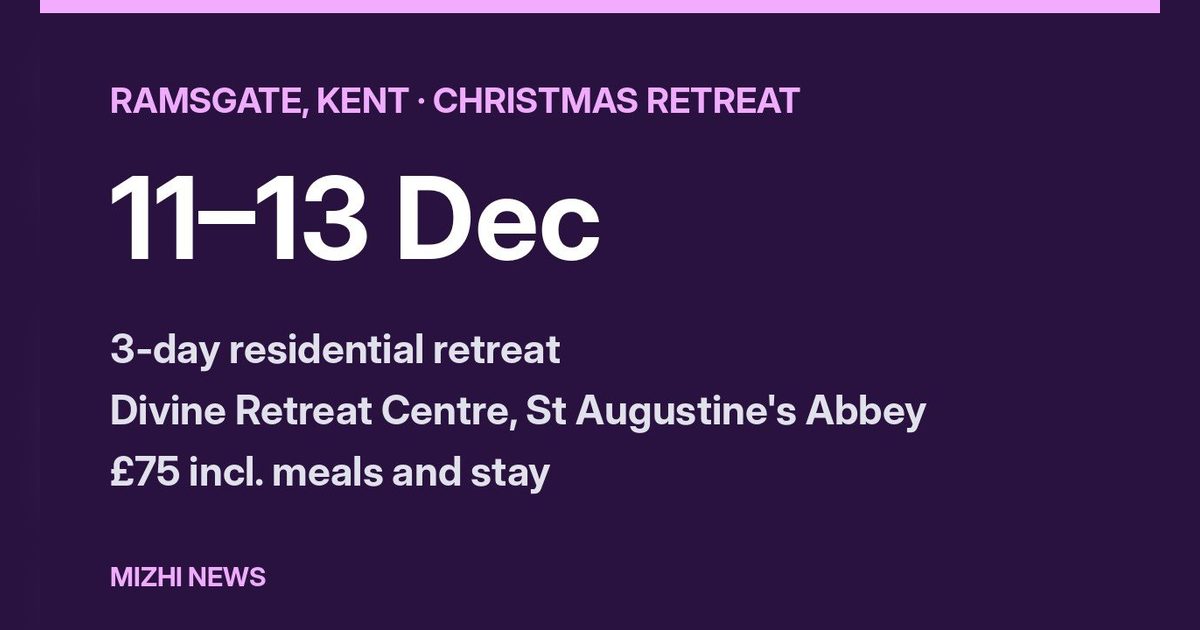 RAMSGATE, KENT · CHRISTMAS RETREAT
11–13 Dec
3-day residential retreat
Divine Retreat Centre, St Augustine's Abbey
£75 incl. meals and stay
MIZHI NEWS